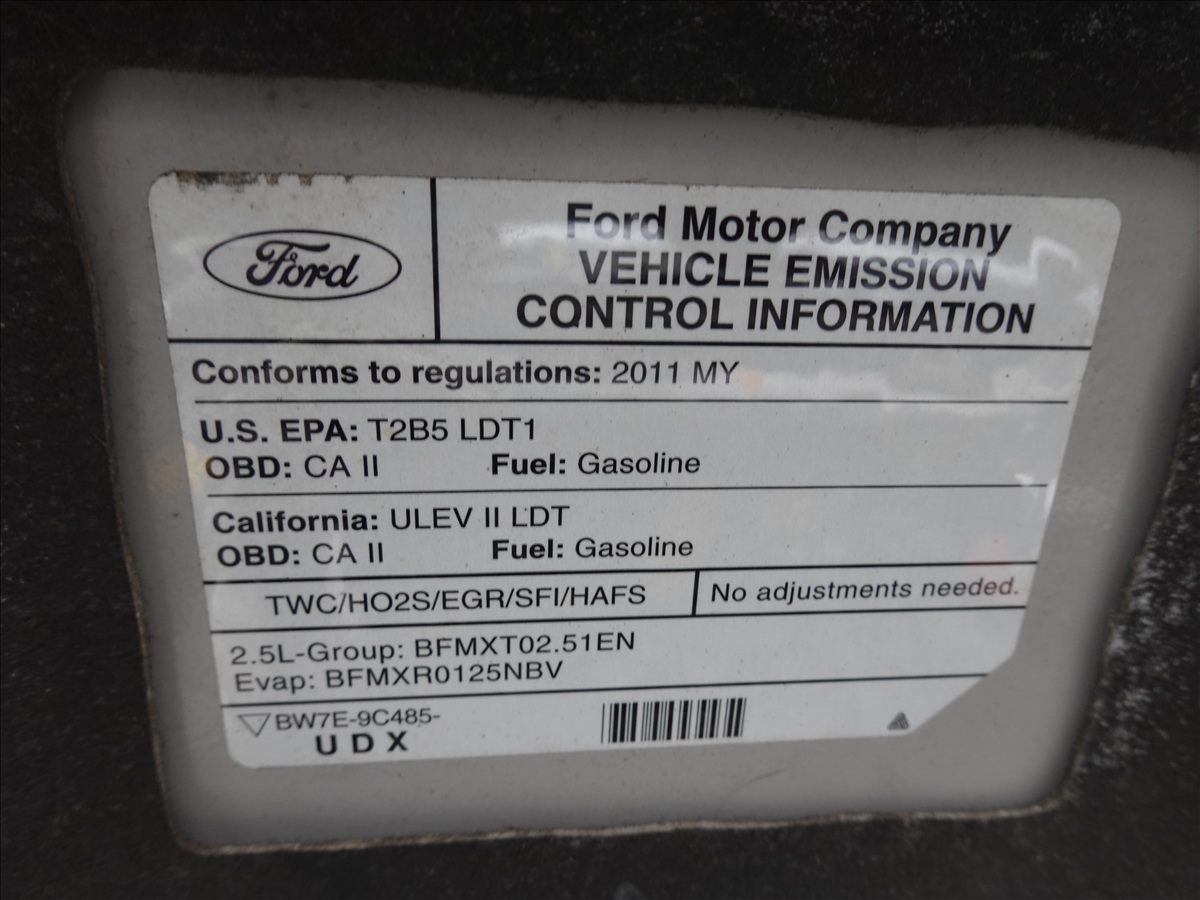 Ford
Ford Motor Company
VEHICLE EMISSION
CONTROL INFORMATION
Conforms to regulations: 2011 MY
U.S. EPA: T2B5 LDT1
OBD: CA II Fuel: Gasoline
California: ULEV II LDT
OBD: CA II Fuel: Gasoline
TWC/HO2S/EGR/SFI/HAFS No adjustments needed.
2.5L-Group: BFMXT02.51EN
Evap: BFMXR0125NBV
BW7E-9C485-
UDX